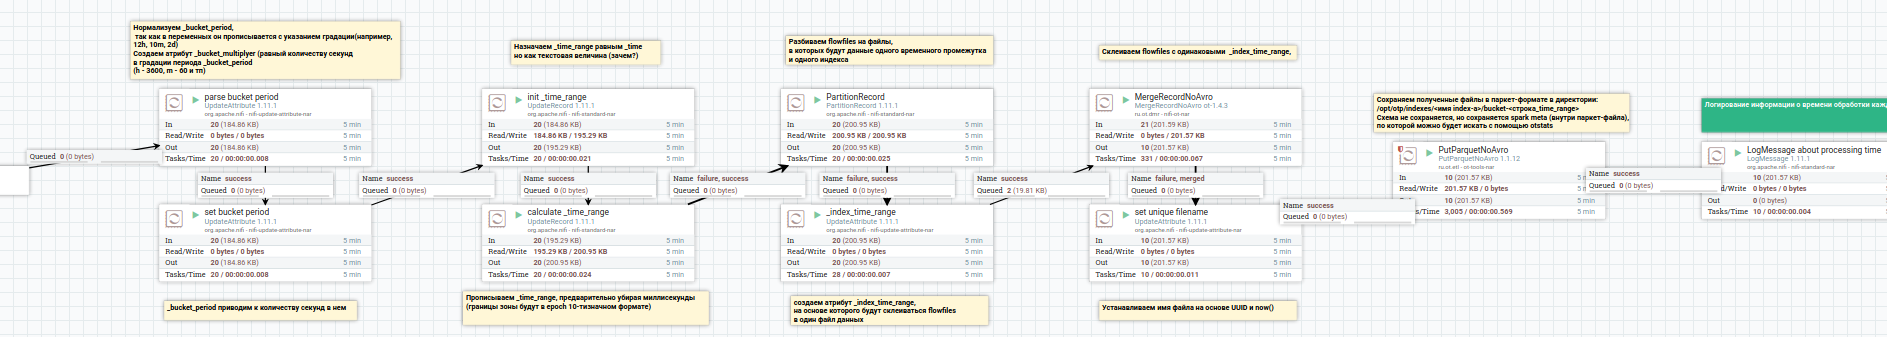 Нормализуем _bucket_period,
так как в переменных он прописывается с указанием градации(например,
12h, 10m, 2d)
Создаем атрибут _bucket_multiplyer (равный количеству секунд
в градации периода _bucket_period
(h - 3600, m - 60 и тп)
Назначаем _time_range равным _time
но как текстовая величина (зачем?)
Разбиваем flowfiles на файлы,
в которых будут данные одного временного промежутка
и одного индекса
Склеиваем flowfiles с одинаковыми _index_time_range,
Сохраняем полученные файлы в паркет-формате в директории:
/opt/otp/indexes/<имя index-а>/bucket-<строка_time_range>
Схема не сохраняется, но сохраняется spark meta (внутри паркет-файла),
по которой можно будет искать с помощью otstats
Логирование информации о времени обработки кажд
parse bucket period
UpdateAttribute 1.11.1
org.apache.nifi - nifi-update-attribute-nar
In 20 (184.86 KB) 5 min
Read/Write 0 bytes / 0 bytes 5 min
Out 20 (184.86 KB) 5 min
Tasks/Time 20 / 00:00:00.008 5 min
init _time_range
UpdateRecord 1.11.1
org.apache.nifi - nifi-standard-nar
In 20 (184.86 KB) 5 min
Read/Write 184.86 KB / 195.29 KB 5 min
Out 20 (195.29 KB) 5 min
Tasks/Time 20 / 00:00:00.021 5 min
PartitionRecord
PartitionRecord 1.11.1
org.apache.nifi - nifi-standard-nar
In 20 (200.95 KB) 5 min
Read/Write 200.95 KB / 200.95 KB 5 min
Out 20 (200.95 KB) 5 min
Tasks/Time 20 / 00:00:00.025 5 min
MergeRecordNoAvro
MergeRecordNoAvro ot-1.4.3
ru.ot.dmr - nifi-ot-nar
In 21 (201.59 KB) 5 min
Read/Write 0 bytes / 201.57 KB 5 min
Out 10 (201.57 KB) 5 min
Tasks/Time 331 / 00:00:00.067 5 min
PutParquetNoAvro
PutParquetNoAvro 1.1.12
ru.ot.etl - ot-tools-nar
In 10 (201.57 KB) 5 min
Read/Write 201.57 KB / 0 bytes
Out 10 (201.57 KB) 5 min
s/Time 3,005 / 00:00:00.569 5 min
LogMessage about processing time
LogMessage 1.11.1
org.apache.nifi - nifi-standard-nar
10 (201.57 KB)
d/Write 0 bytes / 0 bytes
Out 0 (0 bytes)
Tasks/Time 10 / 00:00:00.004
Queued 0 (0 bytes)
Name success
Queued 0 (0 bytes)
Name success
Queued 0 (0 bytes)
Name success
Queued 0 (0 bytes)
Name failure, success
Queued 0 (0 bytes)
Name failure, success
Queued 0 (0 bytes)
Name success
Queued 2 (19.81 KB)
Name failure, merged
Queued 0 (0 bytes)
Name success
Queued 0 (0 bytes)
Name success
Queued 0 (0 bytes)
set bucket period
UpdateAttribute 1.11.1
org.apache.nifi - nifi-update-attribute-nar
In 20 (184.86 KB) 5 min
Read/Write 0 bytes / 0 bytes 5 min
Out 20 (184.86 KB) 5 min
Tasks/Time 20 / 00:00:00.008 5 min
calculate _time_range
UpdateRecord 1.11.1
org.apache.nifi - nifi-standard-nar
In 20 (195.29 KB) 5 min
Read/Write 195.29 KB / 200.95 KB 5 min
Out 20 (200.95 KB) 5 min
Tasks/Time 20 / 00:00:00.024 5 min
_index_time_range
UpdateAttribute 1.11.1
org.apache.nifi - nifi-update-attribute-nar
In 20 (200.95 KB) 5 min
Read/Write 0 bytes / 0 bytes 5 min
Out 20 (200.95 KB) 5 min
Tasks/Time 28 / 00:00:00.007 5 min
set unique filename
UpdateAttribute 1.11.1
org.apache.nifi - nifi-update-attribute-nar
In 10 (201.57 KB) 5 min
Read/Write 0 bytes / 0 bytes 5 min
Out 10 (201.57 KB) 5 min
Tasks/Time 10 / 00:00:00.011 5 min
_bucket_period приводим к количеству секунд в нем
Прописываем _time_range, предварительно убирая миллисекунды
(границы зоны будут в epoch 10-тизначном формате)
создаем атрибут _index_time_range,
на основе которого будут склеиваться flowfiles
в один файл данных
Устанавливаем имя файла на основе UUID и now()